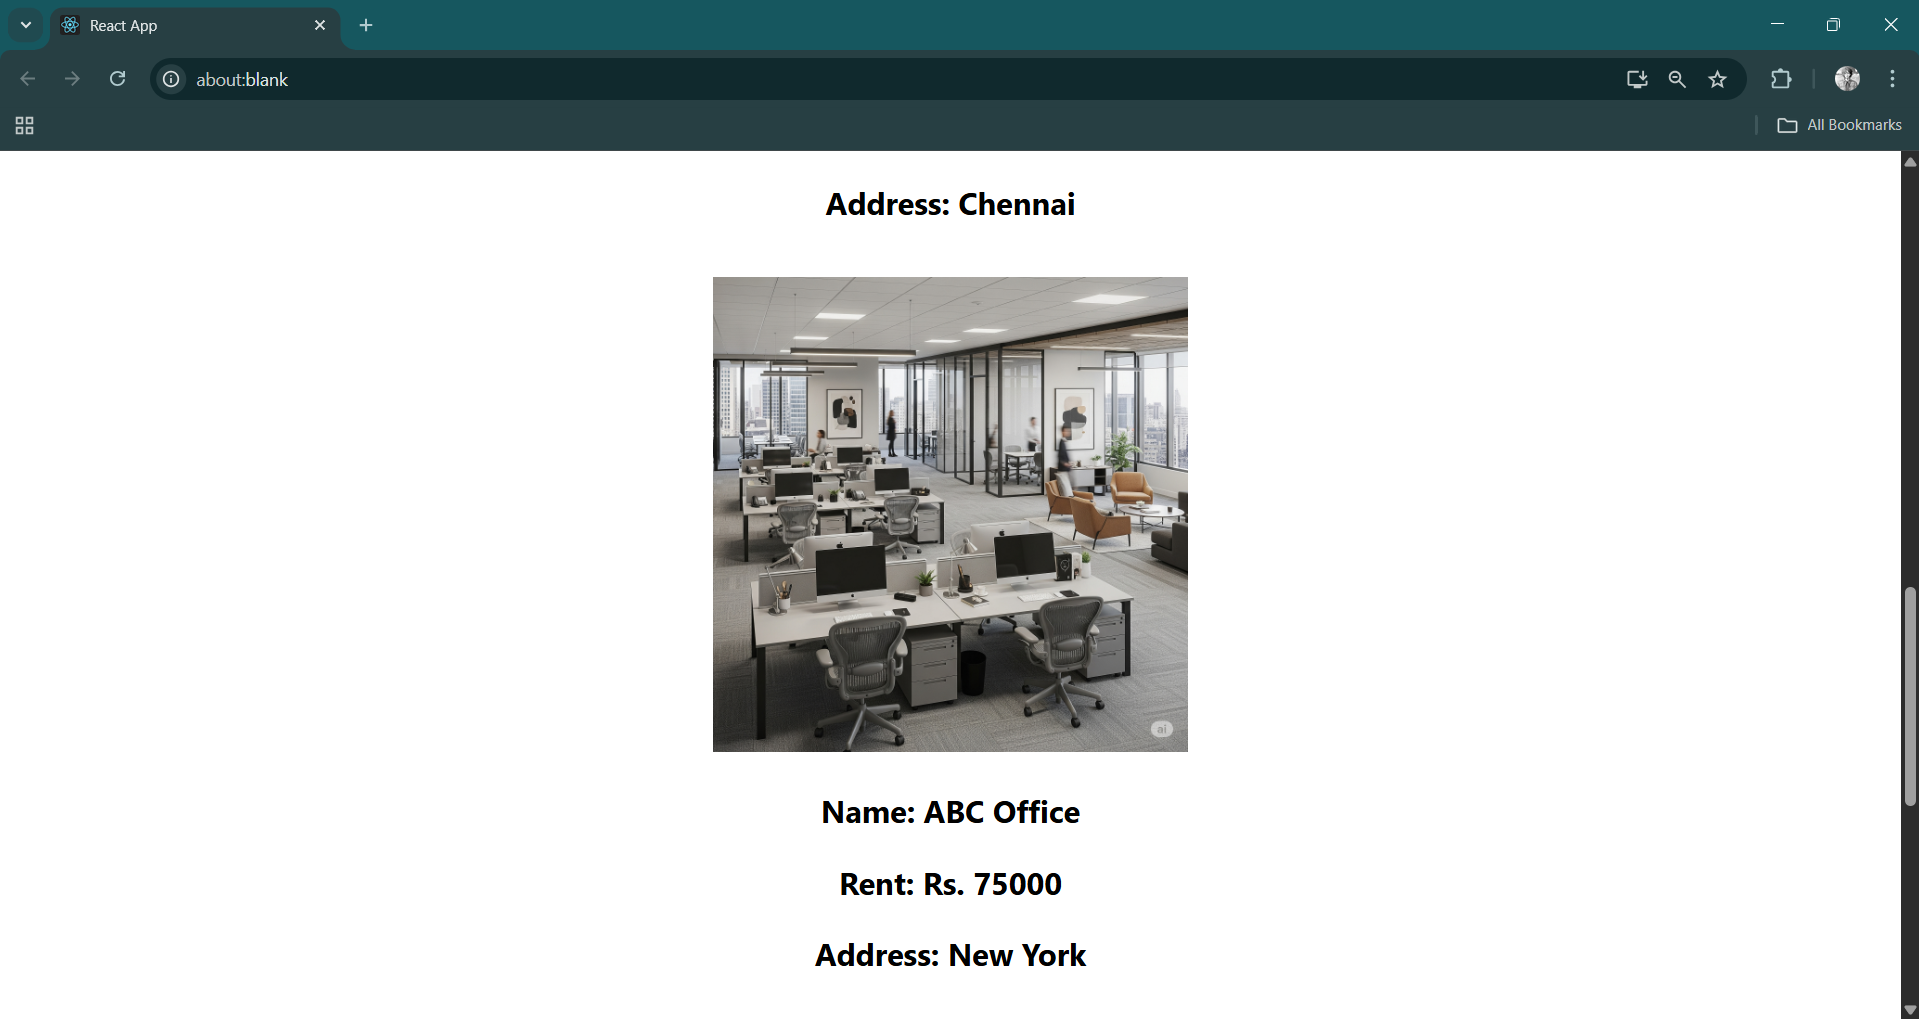 React App
about:blank
All Bookmarks
Address: Chennai
ai
Name: ABC Office
Rent: Rs. 75000
Address: New York